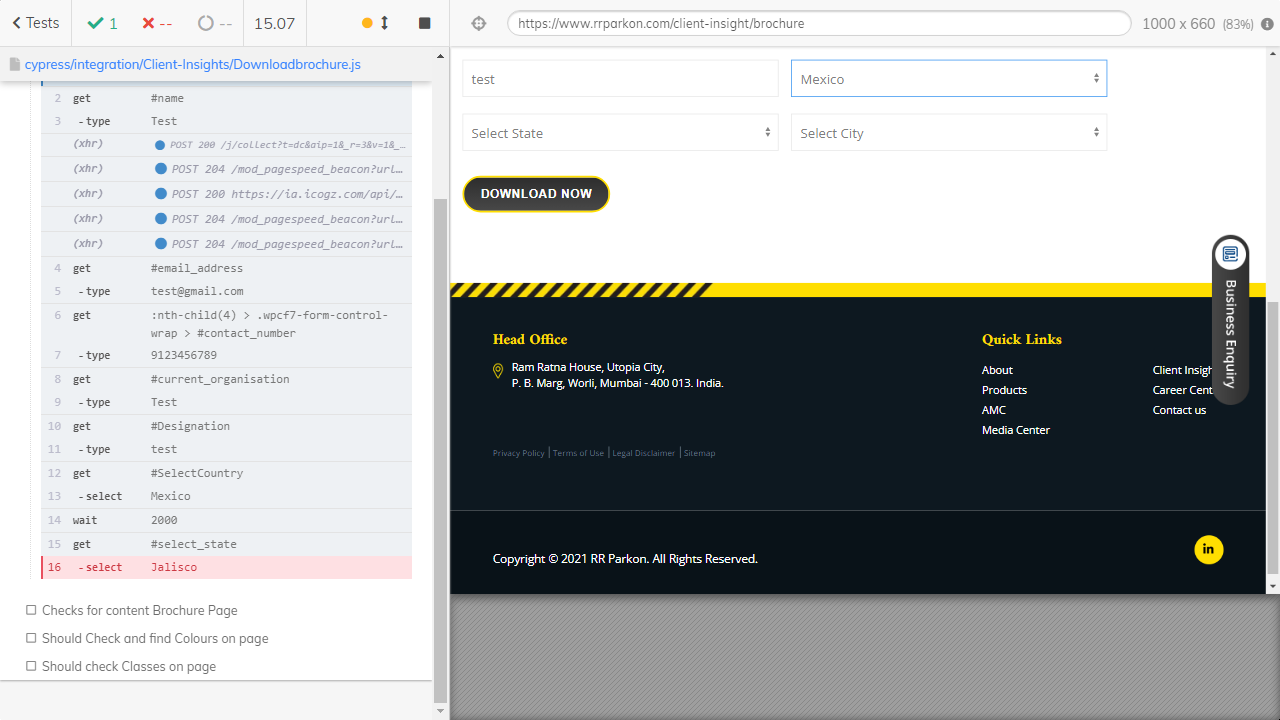 Tests
1
--
--
15.07
https://www.rrparkon.com/client-insight/brochure
1000 x 660 (83%)
cypress/integration/Client-Insights/Downloadbrochure.js
2 get #name
3 -type Test
(xhr) POST 200 /j/collect?t=dc&aip=1&_r=3&v=1&_…
(xhr) POST 204 /mod_pagespeed_beacon?url…
(xhr) POST 200 https://ia.icogz.com/api/…
(xhr) POST 204 /mod_pagespeed_beacon?url…
(xhr) POST 204 /mod_pagespeed_beacon?url…
4 get #email_address
5 -type test@gmail.com
6 get :nth-child(4) > .wpcf7-form-control-
wrap > #contact_number
7 -type 9123456789
8 get #current_organisation
9 -type Test
10 get #Designation
11 -type test
12 get #SelectCountry
13 -select Mexico
14 wait 2000
15 get #select_state
16 -select Jalisco
Checks for content Brochure Page
Should Check and find Colours on page
Should check Classes on page
test
Mexico
Select State
Select City
DOWNLOAD NOW
Business Enquiry
Head Office
Ram Ratna House, Utopia City,
P. B. Marg, Worli, Mumbai - 400 013. India.
Quick Links
About
Products
AMC
Media Center
Client Insigh
Career Cent
Contact us
Privacy Policy | Terms of Use | Legal Disclaimer | Sitemap
Copyright © 2021 RR Parkon. All Rights Reserved.
in